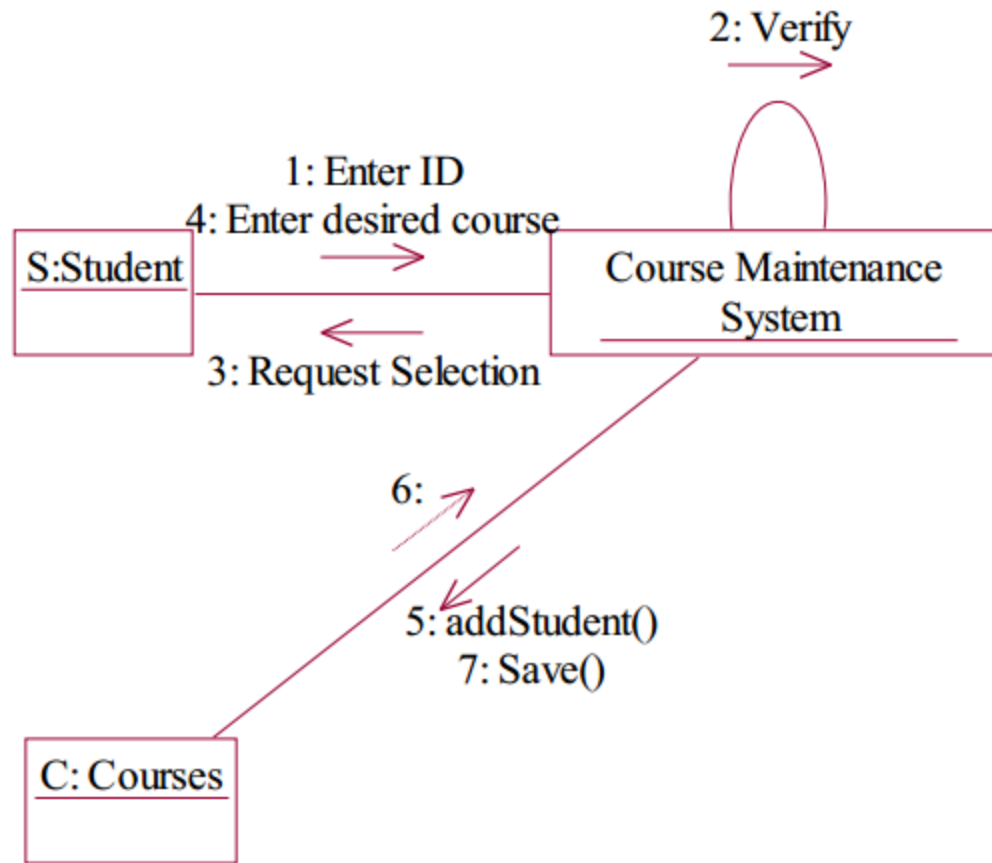 2: Verify
1: Enter ID
4: Enter desired course
S:Student
Course Maintenance
System
3: Request Selection
6:
5: addStudent()
7: Save()
C: Courses